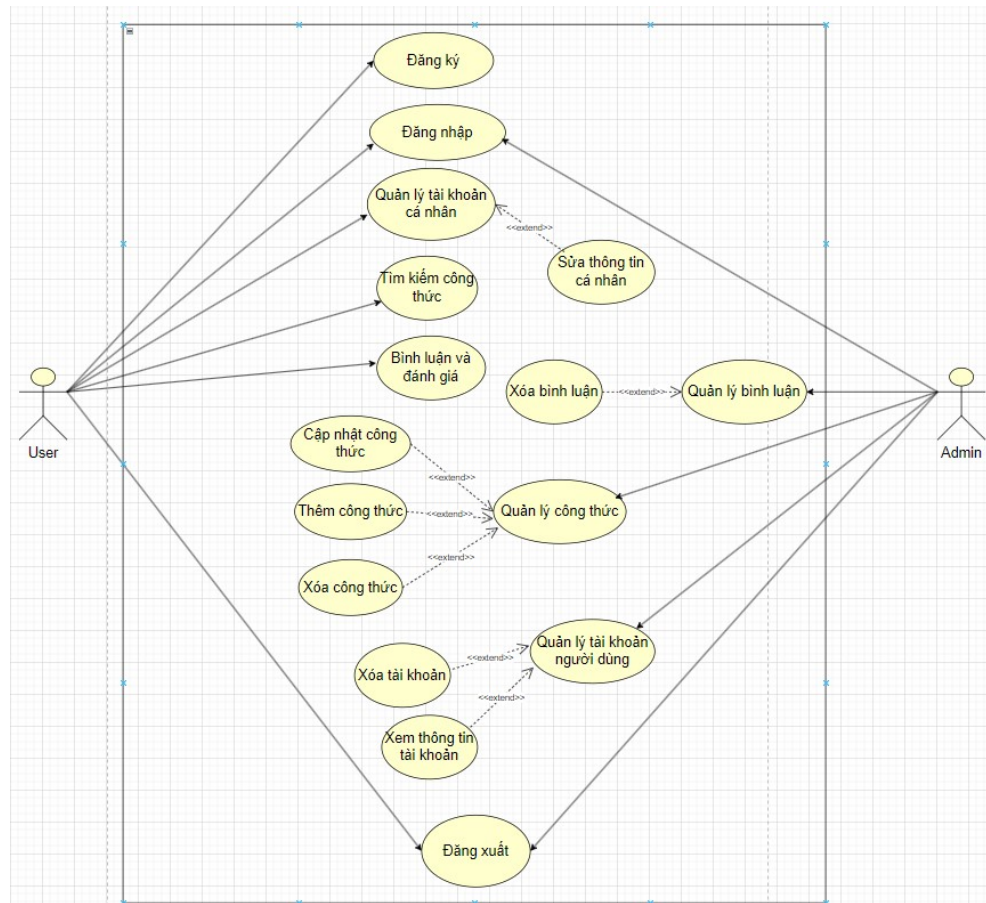 Đăng ký
Đăng nhập
Quản lý tài khoản
cá nhân
<<extend>>
Sửa thông tin
cá nhân
Tìm kiếm công
thức
Bình luận và
đánh giá
Xóa bình luận
<<extend>>
Quản lý bình luận
User
Admin
Cập nhật công
thức
<<extend>>
Thêm công thức
<<extend>>
Quản lý công thức
<<extend>>
Xóa công thức
Quản lý tài khoản
người dùng
<<extend>>
Xóa tài khoản
<<extend>>
Xem thông tin
tài khoản
Đăng xuất